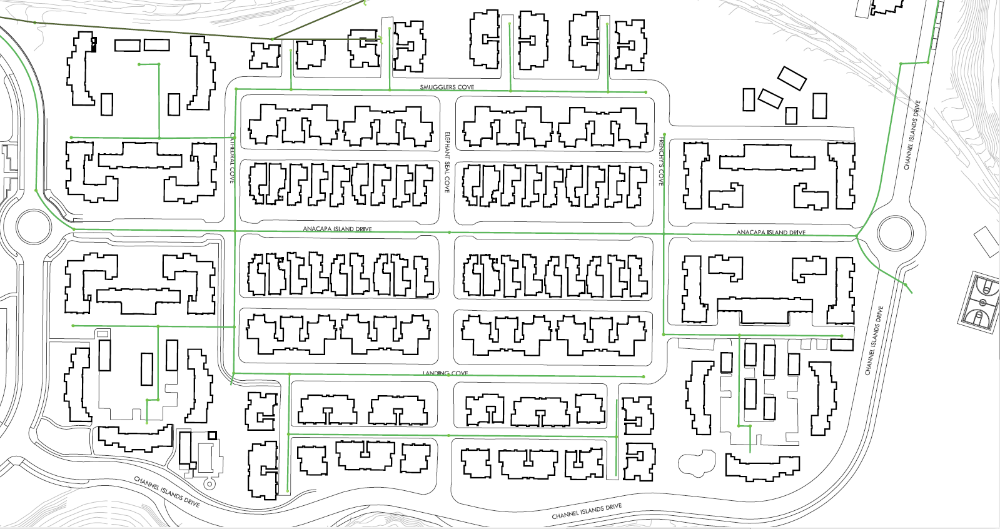 SMUGGLERS COVE
CHANNEL ISLANDS DRIVE
CATHEDRAL COVE
ELEPHANT SEAL COVE
FRENCHY'S COVE
ANACAPA ISLAND DRIVE
ANACAPA ISLAND DRIVE
CHANNEL ISLANDS DRIVE
LANDING COVE
CHANNEL ISLANDS DRIVE
CHANNEL ISLANDS DRIVE